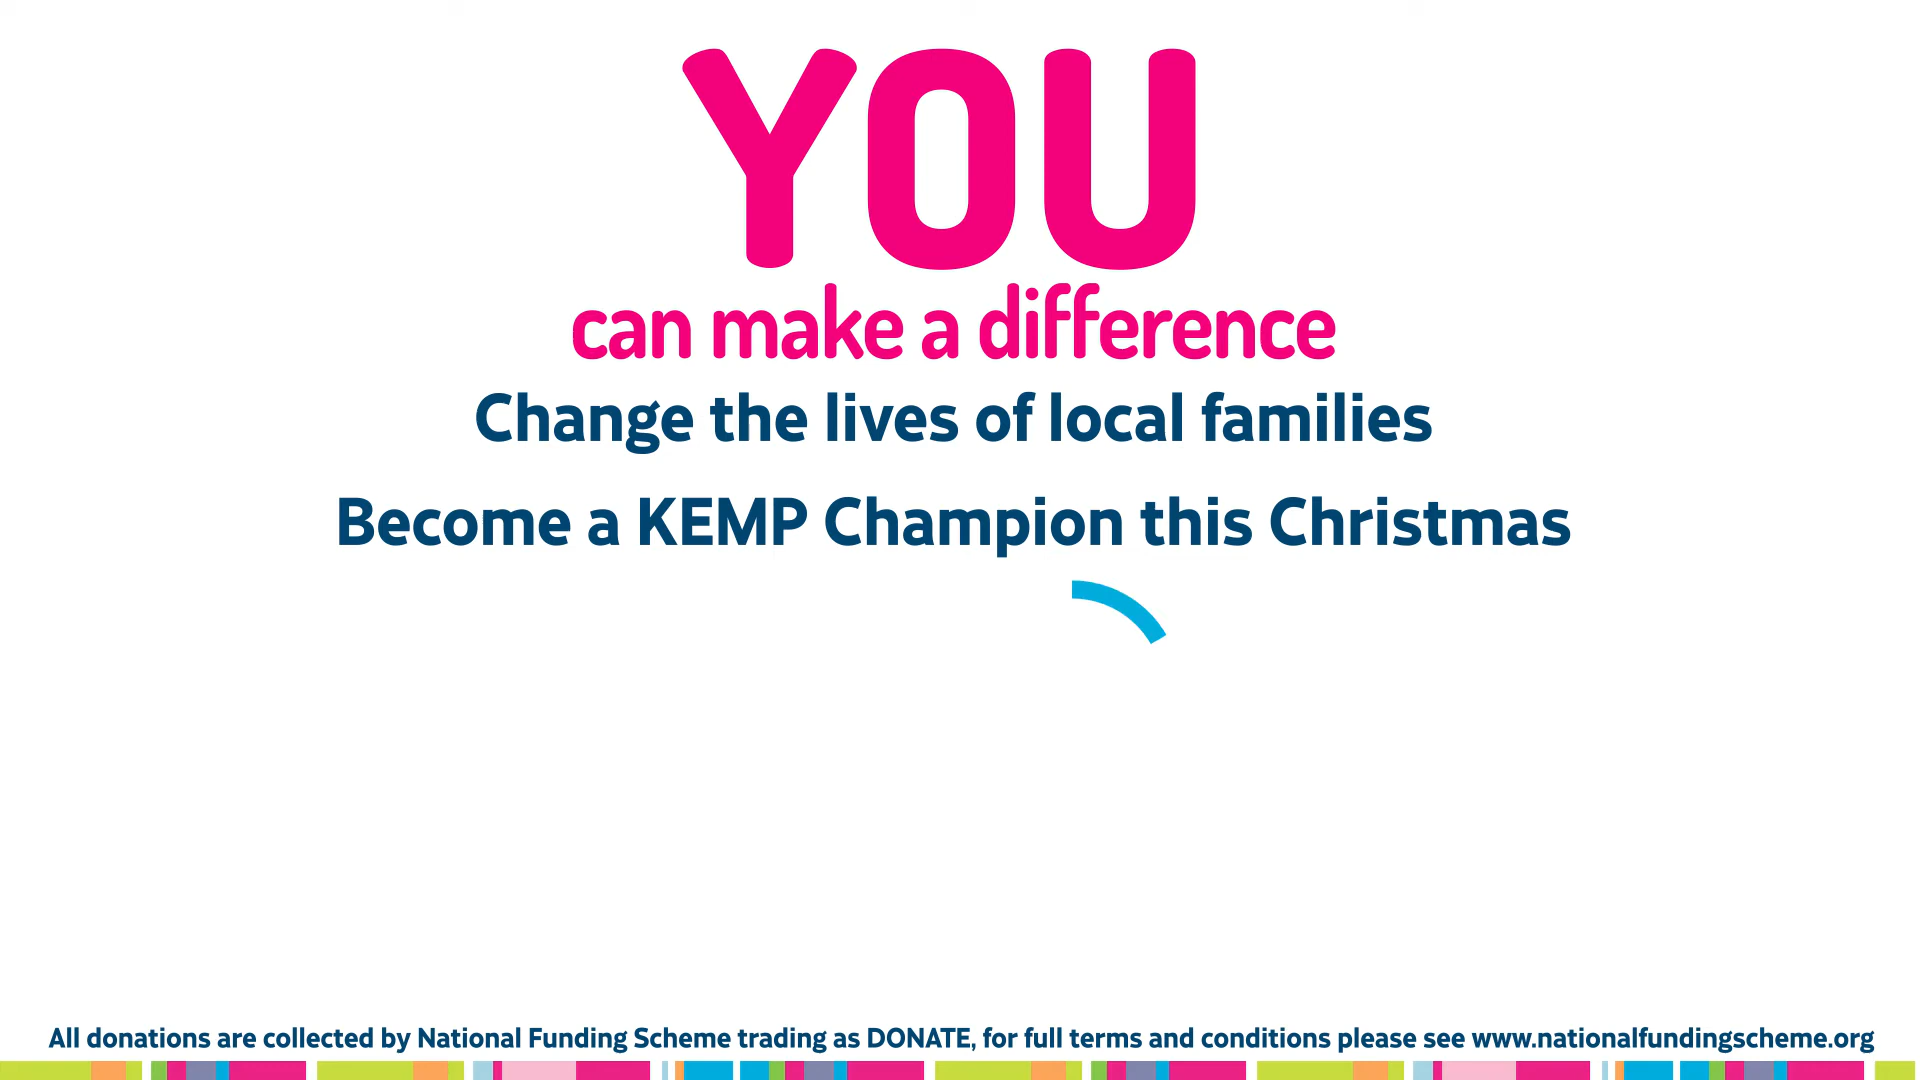 YOU
can make a difference
Change the lives of local families
Become a KEMP Champion this Christmas
All donations are collected by National Funding Scheme trading as DONATE, for full terms and conditions please see www.nationalfundingscheme.org